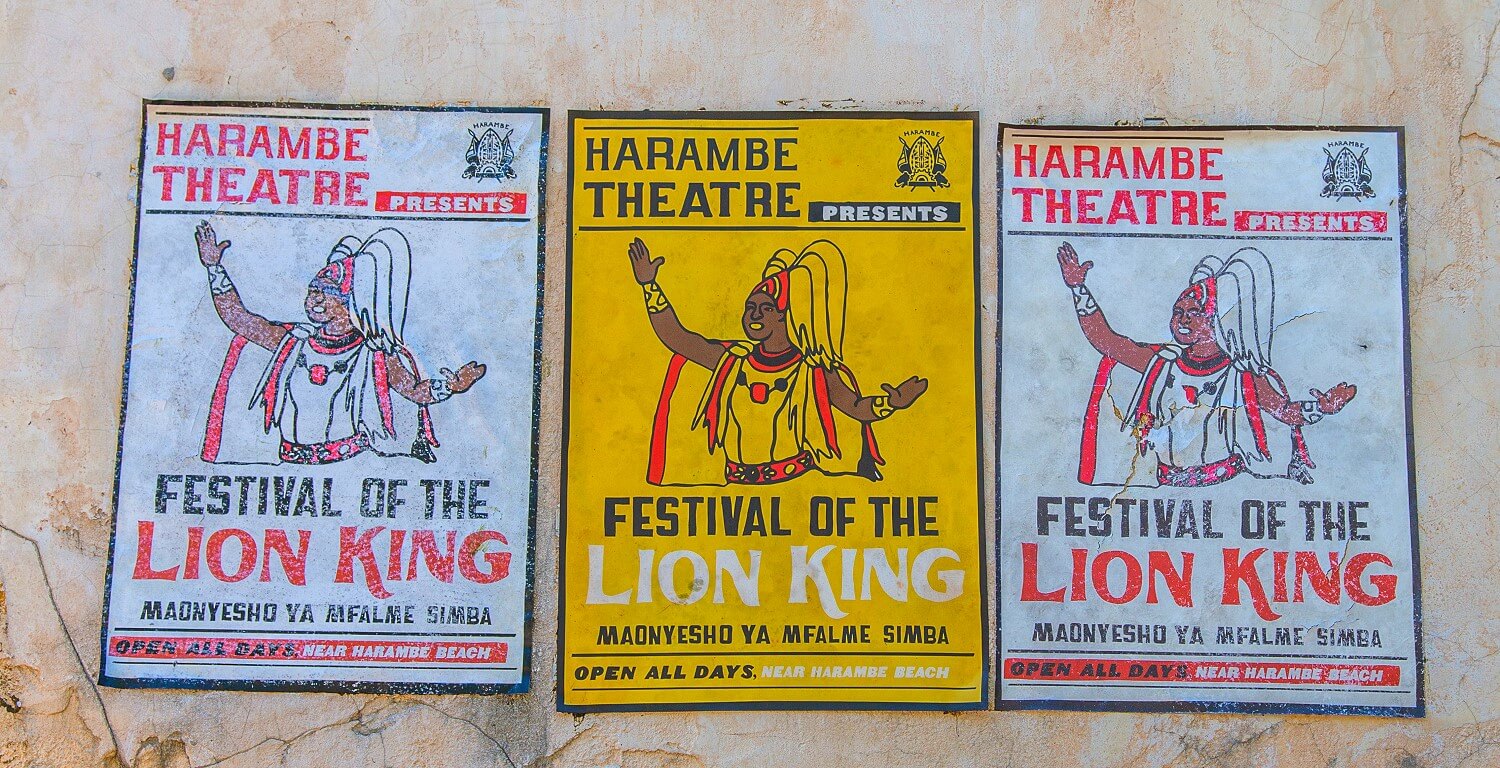 HARAMBE
HARAMBE
THEATRE PRESENTS
FESTIVAL OF THE
LION KING
MAONYESHO YA MFALME SIMBA
OPEN ALL DAYS, NEAR HARAMBE BEACH
HARAMBE
HARAMBE
THEATRE PRESENTS
FESTIVAL OF THE
LION KING
MAONYESHO YA MFALME SIMBA
OPEN ALL DAYS, NEAR HARAMBE BEACH
HARAMBE
HARAMBE
THEATRE PRESENTS
FESTIVAL OF THE
LION KING
MAONYESHO YA MFALME SIMBA
OPEN ALL DAYS, NEAR HARAMBE BEACH